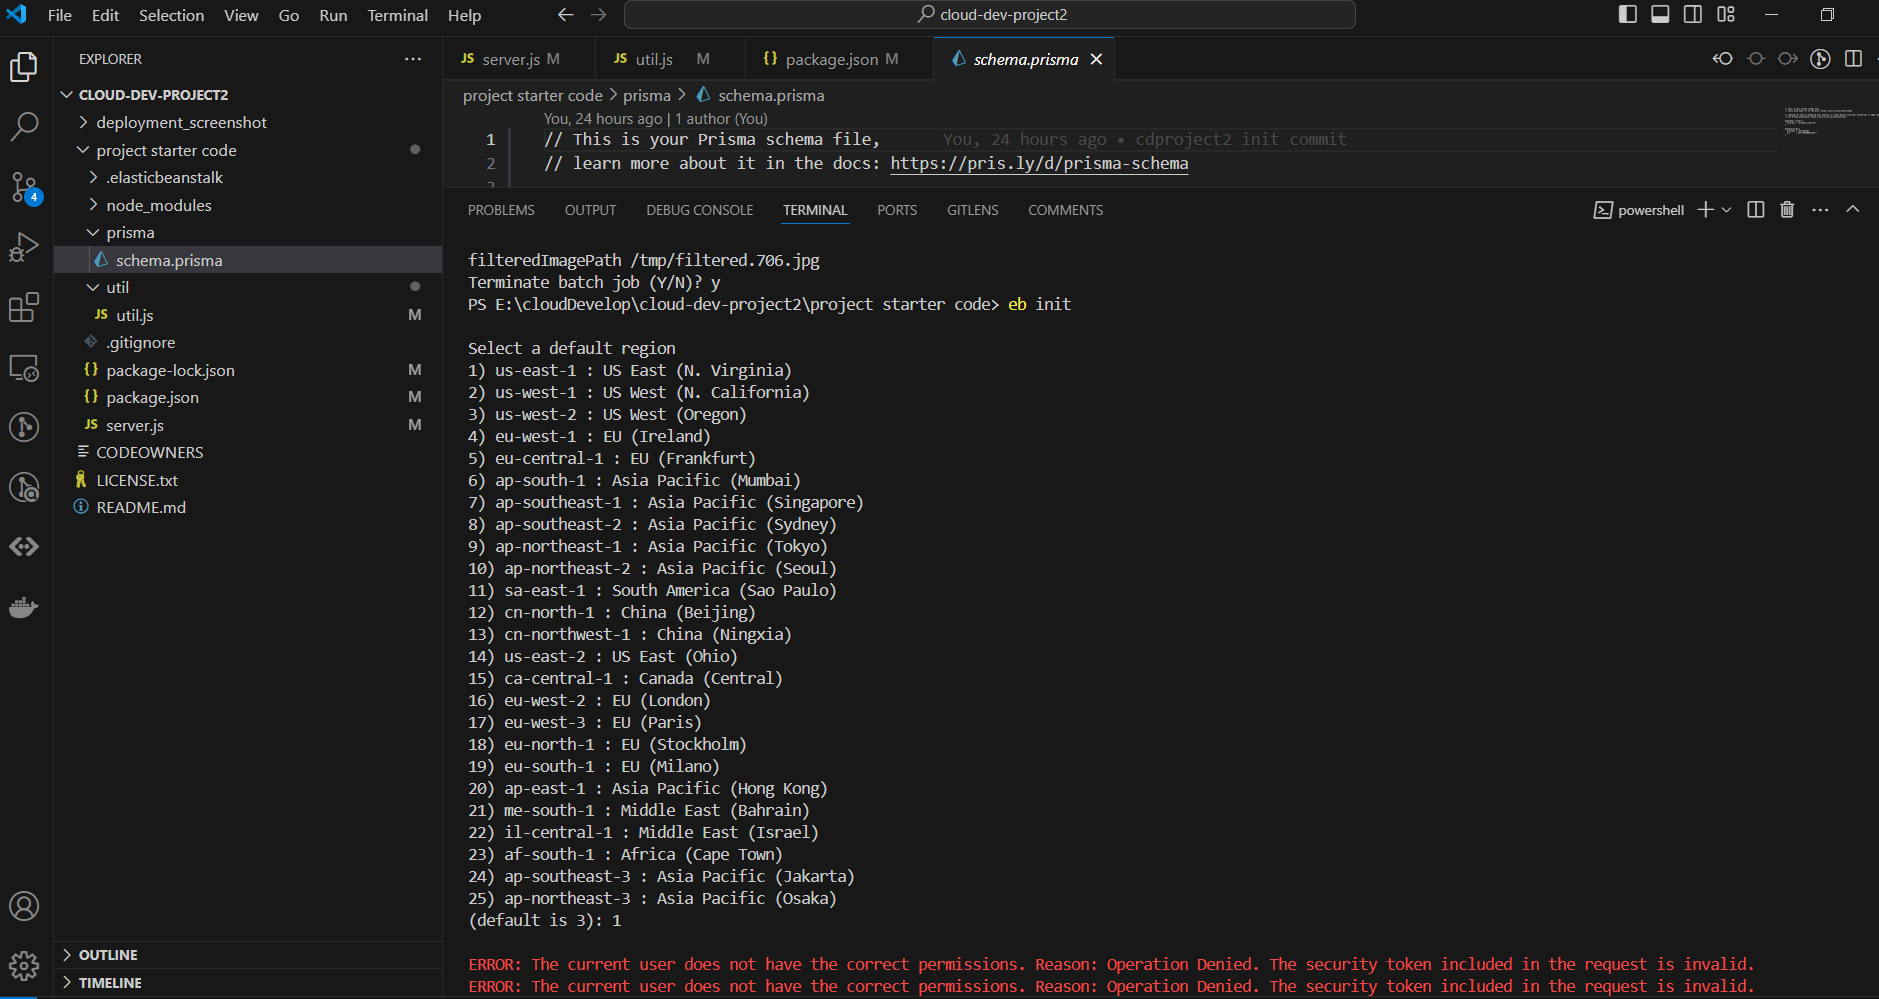 File Edit Selection View Go Run Terminal Help
cloud-dev-project2
EXPLORER
JS server.js M
JS util.js M
{} package.json M
schema.prisma
CLOUD-DEV-PROJECT2
deployment_screenshot
project starter code
.elasticbeanstalk
node_modules
prisma
schema.prisma
util
JS util.js M
.gitignore
{} package-lock.json M
{} package.json M
JS server.js M
CODEOWNERS
LICENSE.txt
README.md
4
OUTLINE
TIMELINE
project starter code > prisma > schema.prisma
You, 24 hours ago | 1 author (You)
1 // This is your Prisma schema file, You, 24 hours ago • cdproject2 init commit
2 // learn more about it in the docs: https://pris.ly/d/prisma-schema
PROBLEMS OUTPUT DEBUG CONSOLE TERMINAL PORTS GITLENS COMMENTS
powershell
filteredImagePath /tmp/filtered.706.jpg
Terminate batch job (Y/N)? y
PS E:\cloudDevelop\cloud-dev-project2\project starter code> eb init
Select a default region
1) us-east-1 : US East (N. Virginia)
2) us-west-1 : US West (N. California)
3) us-west-2 : US West (Oregon)
4) eu-west-1 : EU (Ireland)
5) eu-central-1 : EU (Frankfurt)
6) ap-south-1 : Asia Pacific (Mumbai)
7) ap-southeast-1 : Asia Pacific (Singapore)
8) ap-southeast-2 : Asia Pacific (Sydney)
9) ap-northeast-1 : Asia Pacific (Tokyo)
10) ap-northeast-2 : Asia Pacific (Seoul)
11) sa-east-1 : South America (Sao Paulo)
12) cn-north-1 : China (Beijing)
13) cn-northwest-1 : China (Ningxia)
14) us-east-2 : US East (Ohio)
15) ca-central-1 : Canada (Central)
16) eu-west-2 : EU (London)
17) eu-west-3 : EU (Paris)
18) eu-north-1 : EU (Stockholm)
19) eu-south-1 : EU (Milano)
20) ap-east-1 : Asia Pacific (Hong Kong)
21) me-south-1 : Middle East (Bahrain)
22) il-central-1 : Middle East (Israel)
23) af-south-1 : Africa (Cape Town)
24) ap-southeast-3 : Asia Pacific (Jakarta)
25) ap-northeast-3 : Asia Pacific (Osaka)
(default is 3): 1
ERROR: The current user does not have the correct permissions. Reason: Operation Denied. The security token included in the request is invalid.
ERROR: The current user does not have the correct permissions. Reason: Operation Denied. The security token included in the request is invalid.